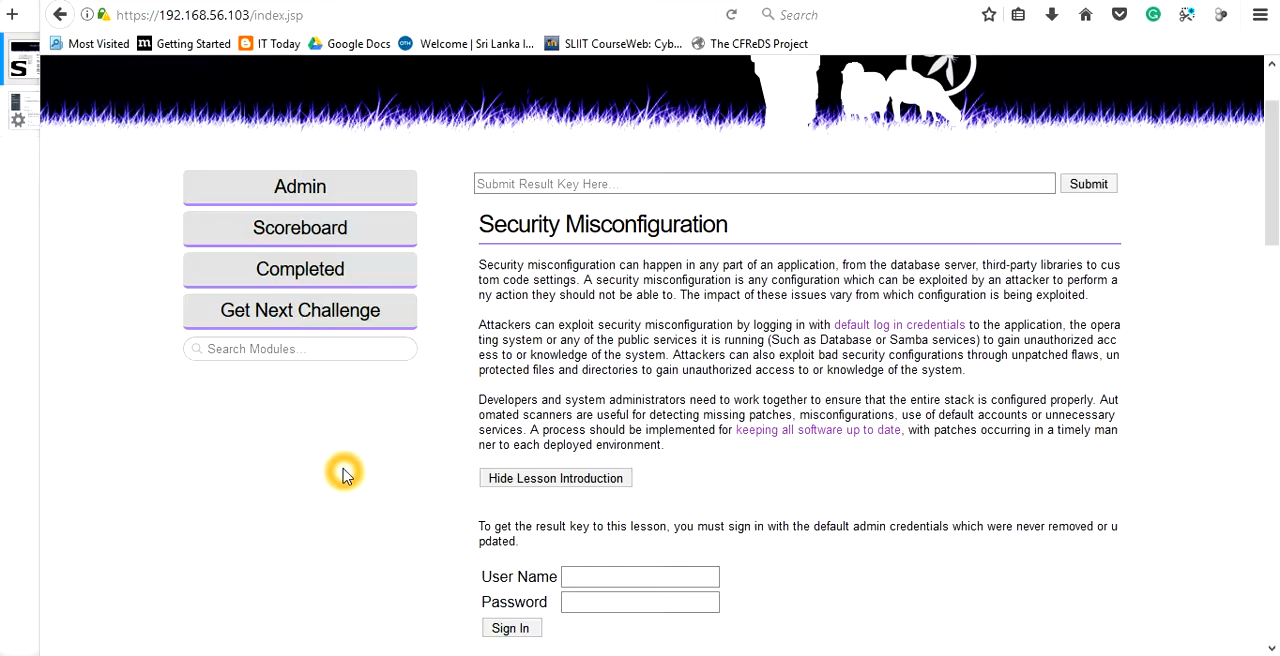 https://192.168.56.103/index.jsp
Search
Most Visited
Getting Started
IT Today
Google Docs
Welcome | Sri Lanka I...
SLIIT CourseWeb: Cyb...
The CFReDS Project
S
Admin
Scoreboard
Completed
Get Next Challenge
Search Modules...
Submit Result Key Here...
Submit
Security Misconfiguration
Security misconfiguration can happen in any part of an application, from the database server, third-party libraries to cus
tom code settings. A security misconfiguration is any configuration which can be exploited by an attacker to perform a
ny action they should not be able to. The impact of these issues vary from which configuration is being exploited.
Attackers can exploit security misconfiguration by logging in with default log in credentials to the application, the opera
ting system or any of the public services it is running (Such as Database or Samba services) to gain unauthorized acc
ess to or knowledge of the system. Attackers can also exploit bad security configurations through unpatched flaws, un
protected files and directories to gain unauthorized access to or knowledge of the system.
Developers and system administrators need to work together to ensure that the entire stack is configured properly. Aut
omated scanners are useful for detecting missing patches, misconfigurations, use of default accounts or unnecessary
services. A process should be implemented for keeping all software up to date, with patches occurring in a timely man
ner to each deployed environment.
Hide Lesson Introduction
To get the result key to this lesson, you must sign in with the default admin credentials which were never removed or u
pdated.
User Name
Password
Sign In